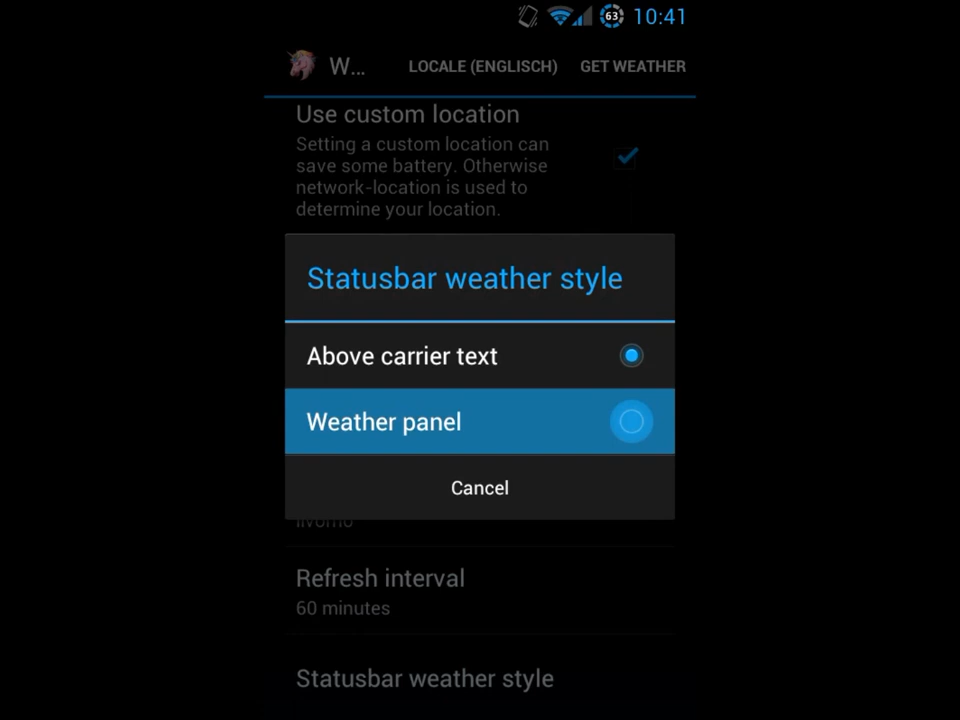 63 10:41
W... LOCALE (ENGLISCH) GET WEATHER
Use custom location
Setting a custom location can
save some battery. Otherwise
network-location is used to
determine your location.
Statusbar weather style
Above carrier text
Weather panel
Cancel
livorno
Refresh interval
60 minutes
Statusbar weather style